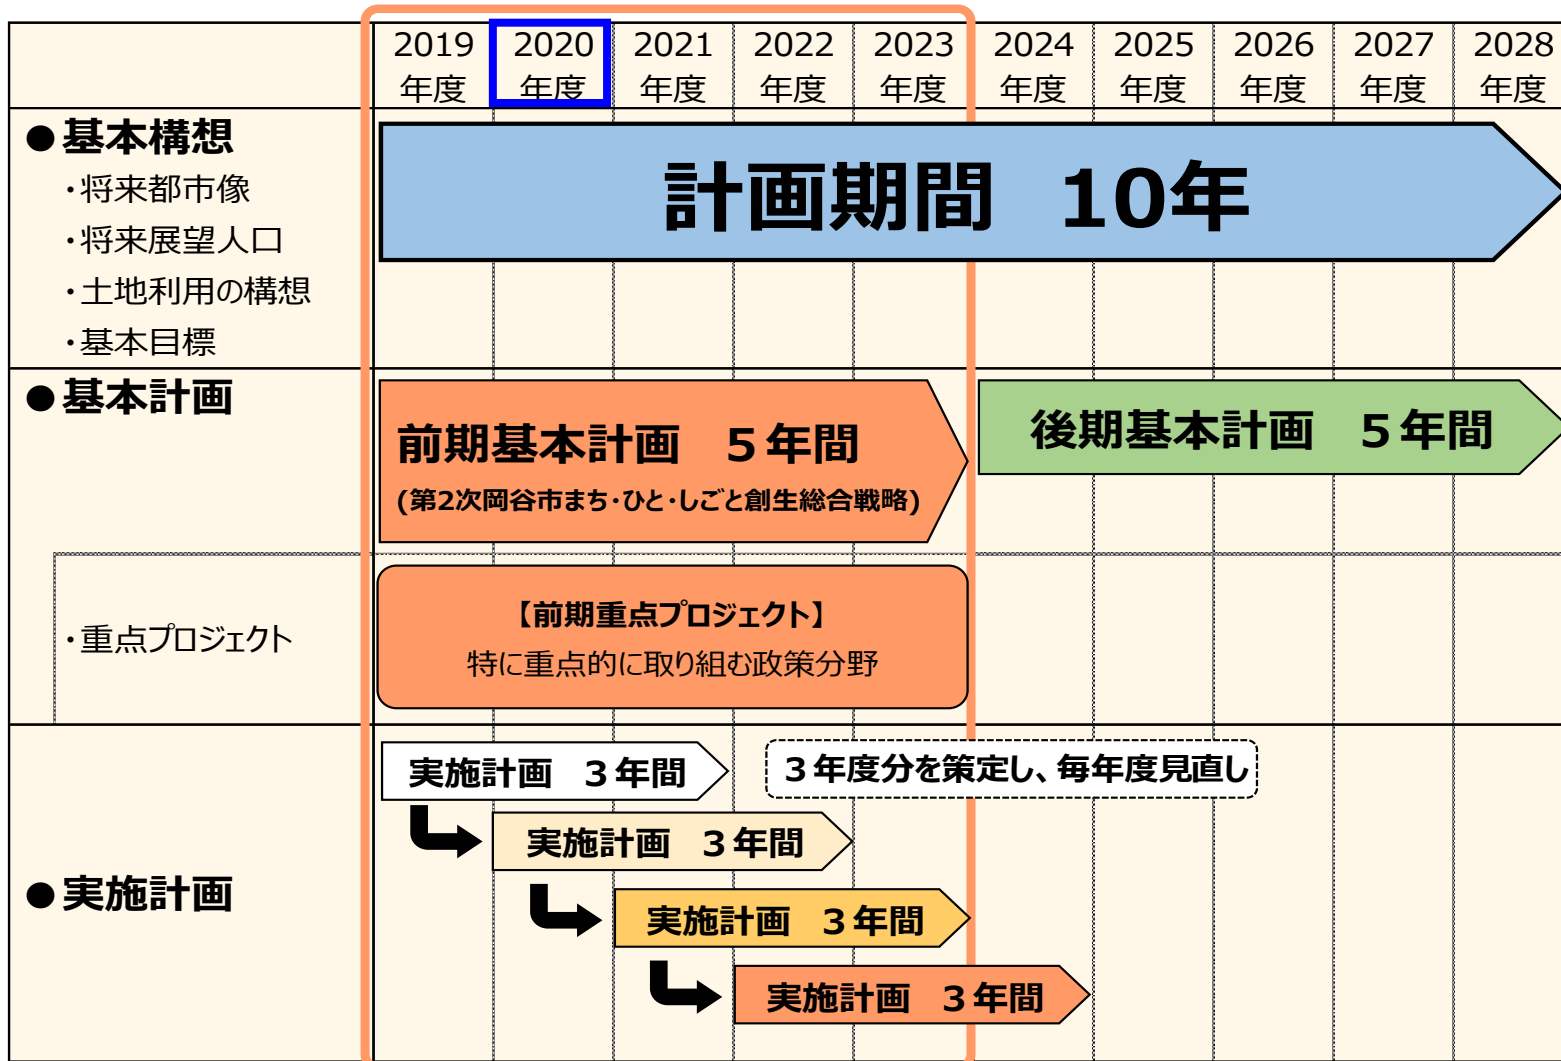 2019 2020 2021 2022 2023 2024 2025 2026 2027 2028
年度 年度 年度 年度 年度 年度 年度 年度 年度 年度
●基本構想
・将来都市像
・将来展望人口
・土地利用の構想
・基本目標
計画期間　10年
●基本計画
前期基本計画　５年間
(第2次岡谷市まち・ひと・しごと創生総合戦略)
後期基本計画　５年間
・重点プロジェクト
【前期重点プロジェクト】
特に重点的に取り組む政策分野
●実施計画
実施計画　３年間
３年度分を策定し、毎年度見直し
実施計画　３年間
実施計画　３年間
実施計画　３年間